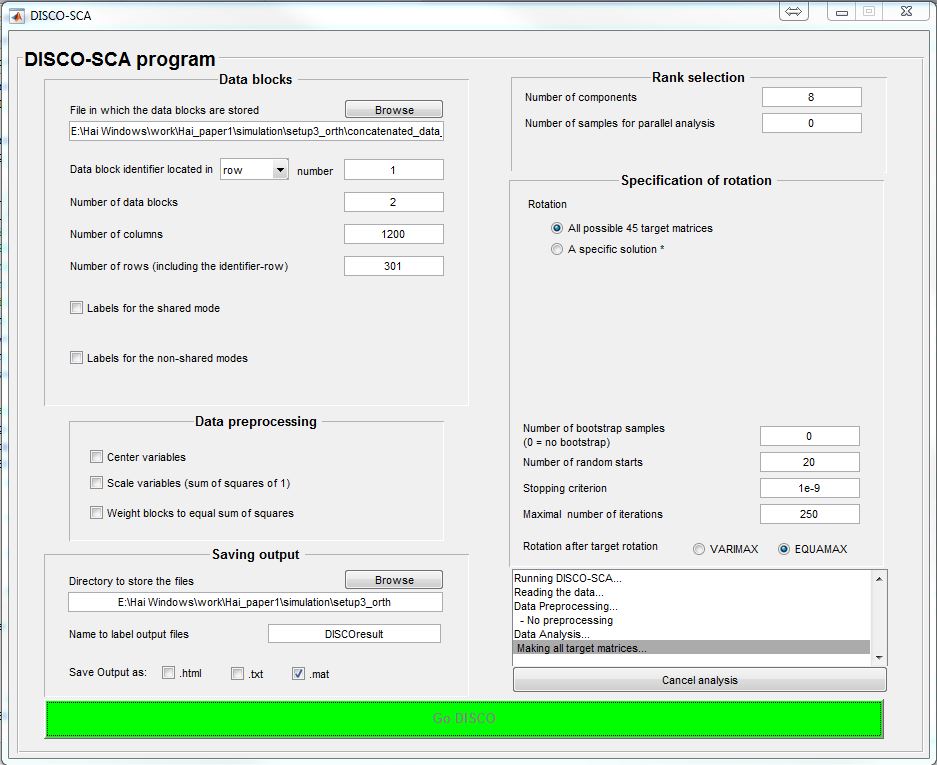 DISCO-SCA
DISCO-SCA program
Data blocks
File in which the data blocks are stored
Browse
E:\Hai Windows\work\Hai_paper1\simulation\setup3_orth\concatenated_data_
Data block identifier located in row number 1
Number of data blocks 2
Number of columns 1200
Number of rows (including the identifier-row) 301
Labels for the shared mode
Labels for the non-shared modes
Data preprocessing
Center variables
Scale variables (sum of squares of 1)
Weight blocks to equal sum of squares
Saving output
Directory to store the files
Browse
E:\Hai Windows\work\Hai_paper1\simulation\setup3_orth
Name to label output files DISCOresult
Save Output as: .html .txt .mat
Rank selection
Number of components 8
Number of samples for parallel analysis 0
Specification of rotation
Rotation
All possible 45 target matrices
A specific solution *
Number of bootstrap samples
(0 = no bootstrap) 0
Number of random starts 20
Stopping criterion 1e-9
Maximal number of iterations 250
Rotation after target rotation VARIMAX EQUAMAX
Running DISCO-SCA...
Reading the data...
Data Preprocessing...
- No preprocessing
Data Analysis...
Making all target matrices...
Cancel analysis
Go DISCO